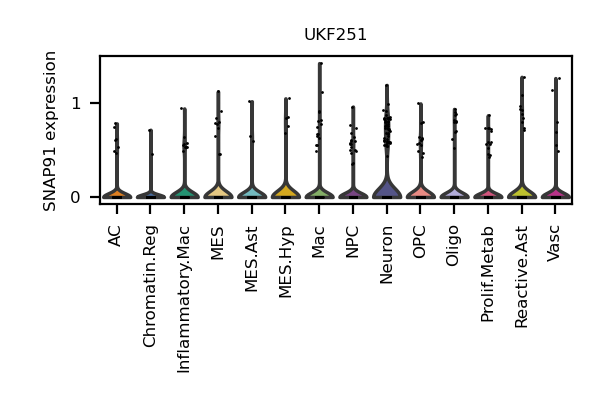 UKF251
SNAP91 expression
1
0
AC
Chromatin.Reg
Inflammatory.Mac
MES
MES.Ast
MES.Hyp
Mac
NPC
Neuron
OPC
Oligo
Prolif.Metab
Reactive.Ast
Vasc